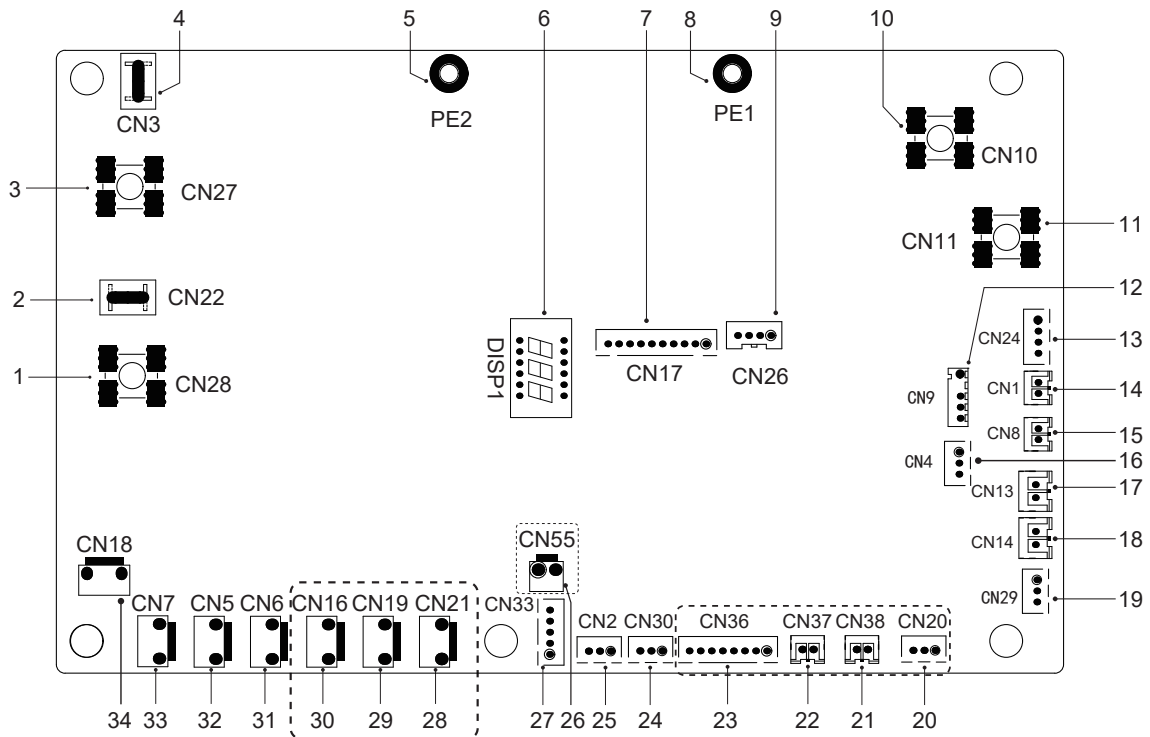 4 5 6 7 8 9 10
CN3
PE2
PE1
CN10
3
CN27
CN11
11
2
CN22
12
CN24
13
DISP1
CN17
CN26
1
CN28
CN9
CN1
14
CN8
15
CN4
16
CN13
17
CN14
18
CN18
CN55
CN29
19
CN7 CN5 CN6 CN16 CN19 CN21 CN33 CN2 CN30 CN36 CN37 CN38 CN20
34 33 32 31 30 29 28 27 26 25 24 23 22 21 20